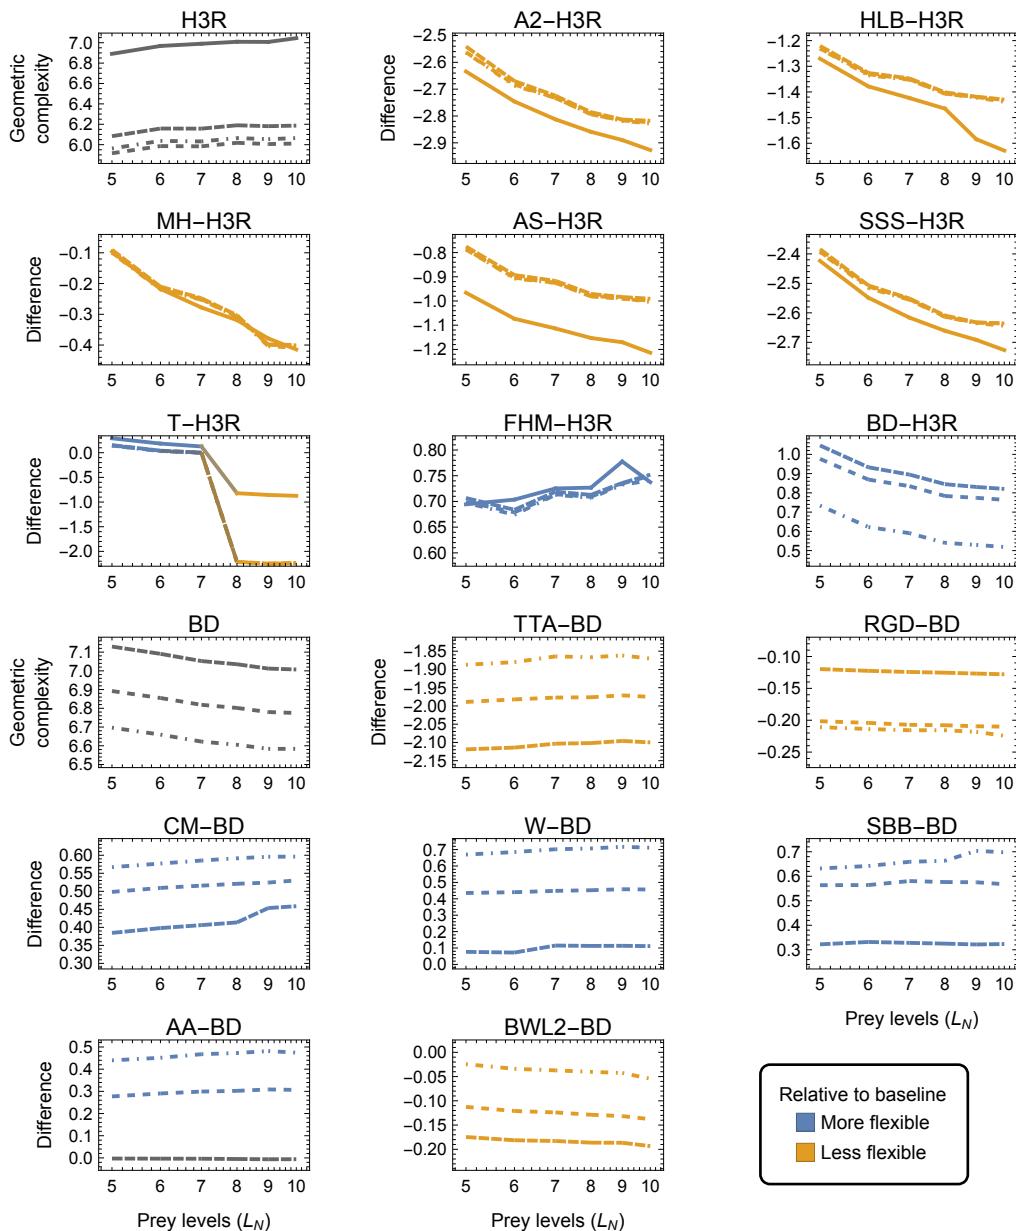 H3R
A2−H3R
HLB−H3R
Geometric
complexity
7.0
6.8
6.6
6.4
6.2
6.0
5 6 7 8 9 10
Difference
−2.5
−2.6
−2.7
−2.8
−2.9
5 6 7 8 9 10
−1.2
−1.3
−1.4
−1.5
−1.6
5 6 7 8 9 10
MH−H3R
AS−H3R
SSS−H3R
Difference
−0.1
−0.2
−0.3
−0.4
5 6 7 8 9 10
−0.8
−0.9
−1.0
−1.1
−1.2
5 6 7 8 9 10
−2.4
−2.5
−2.6
−2.7
5 6 7 8 9 10
T−H3R
FHM−H3R
BD−H3R
Difference
0.0
−0.5
−1.0
−1.5
−2.0
5 6 7 8 9 10
0.80
0.75
0.70
0.65
0.60
5 6 7 8 9 10
1.0
0.9
0.8
0.7
0.6
0.5
5 6 7 8 9 10
BD
TTA−BD
RGD−BD
Geometric
complexity
7.1
7.0
6.9
6.8
6.7
6.6
6.5
5 6 7 8 9 10
Difference
−1.85
−1.90
−1.95
−2.00
−2.05
−2.10
−2.15
5 6 7 8 9 10
−0.10
−0.15
−0.20
−0.25
5 6 7 8 9 10
CM−BD
W−BD
SBB−BD
Difference
0.60
0.55
0.50
0.45
0.40
0.35
0.30
5 6 7 8 9 10
0.7
0.6
0.5
0.4
0.3
0.2
0.1
0.0
5 6 7 8 9 10
0.7
0.6
0.5
0.4
0.3
5 6 7 8 9 10
Prey levels (L_N)
AA−BD
BWL2−BD
Difference
0.5
0.4
0.3
0.2
0.1
0.0
5 6 7 8 9 10
Prey levels (L_N)
0.00
−0.05
−0.10
−0.15
−0.20
5 6 7 8 9 10
Prey levels (L_N)
Relative to baseline
More flexible
Less flexible